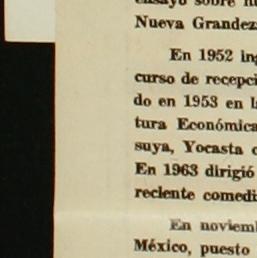 ensayo sobre
Nueva Grandez
En 1952 in
curso de recepci
do en 1953 en l
tura Económica
suya, Yocasta
En 1963 dirigió
reciente comedi
En noviem
México, puesto